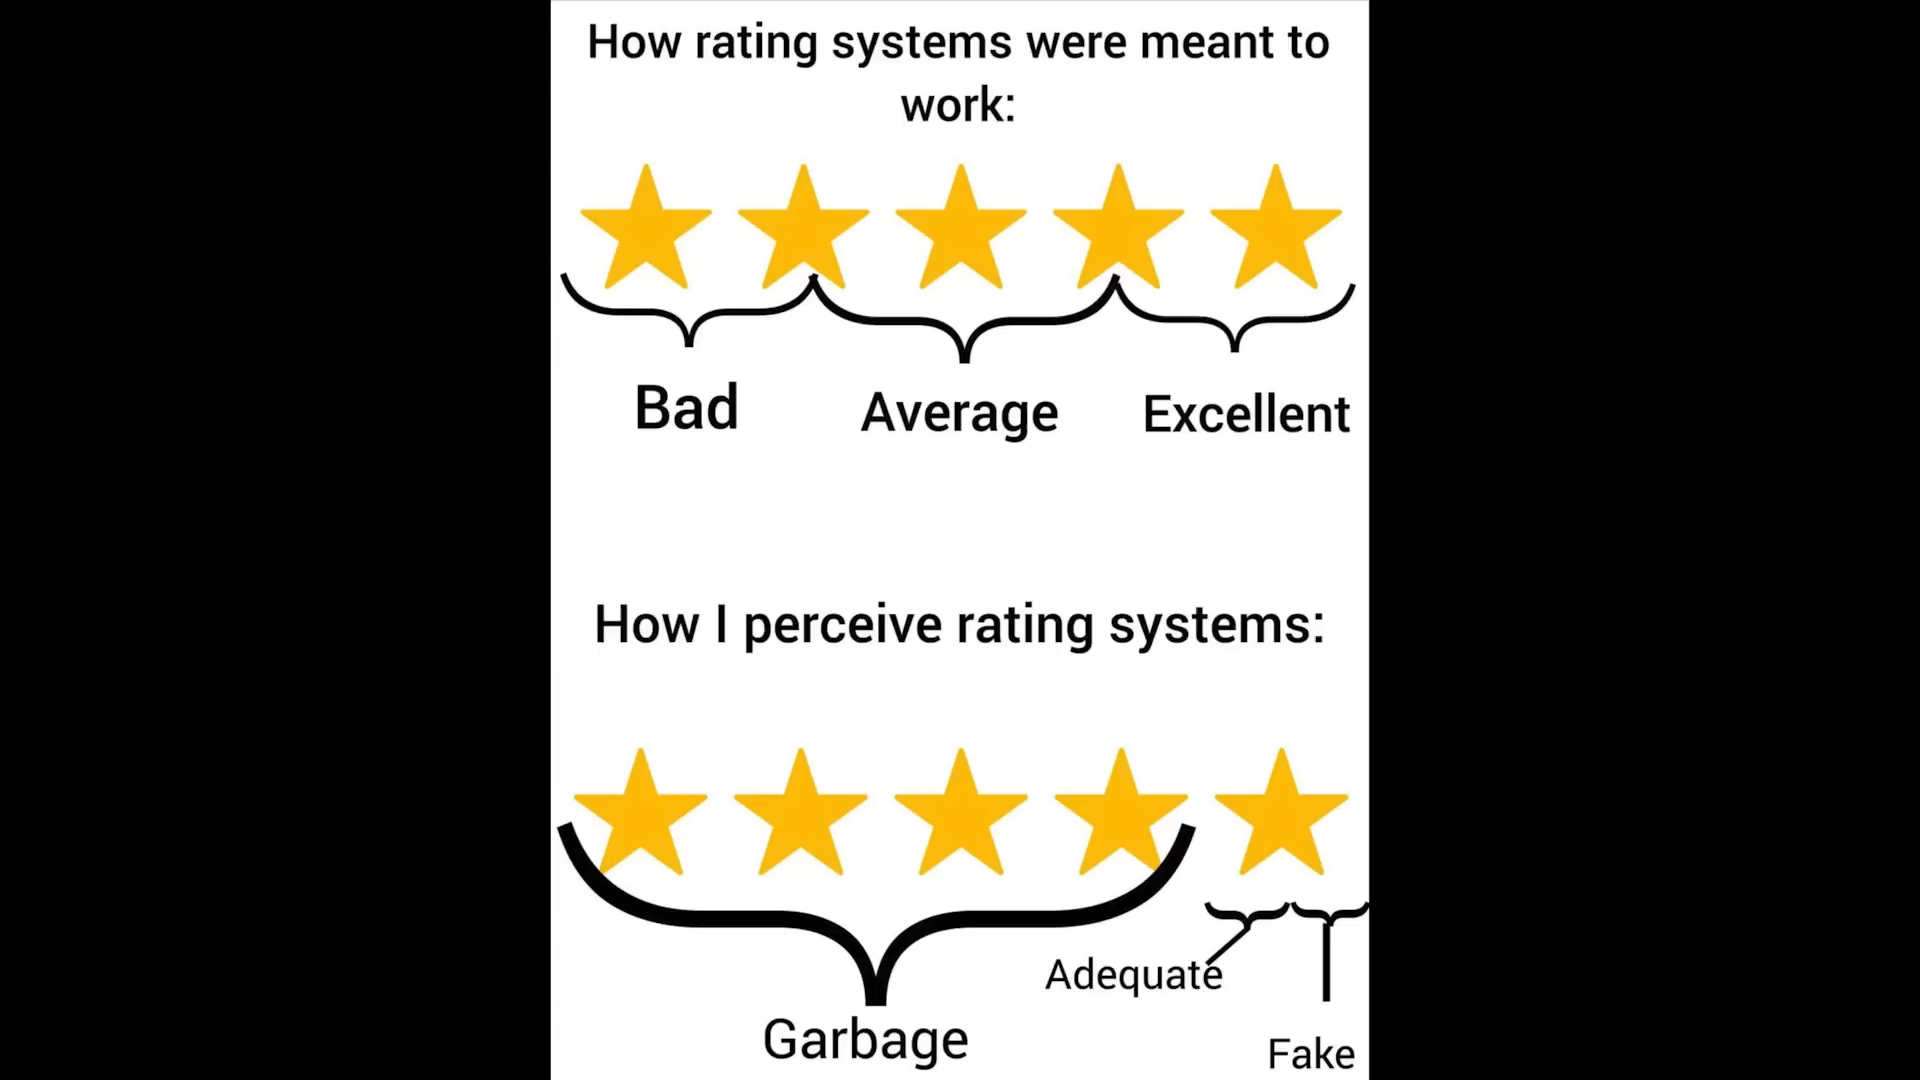 How rating systems were meant to
work:
Bad
Average
Excellent
How I perceive rating systems:
Adequate
Garbage
Fake